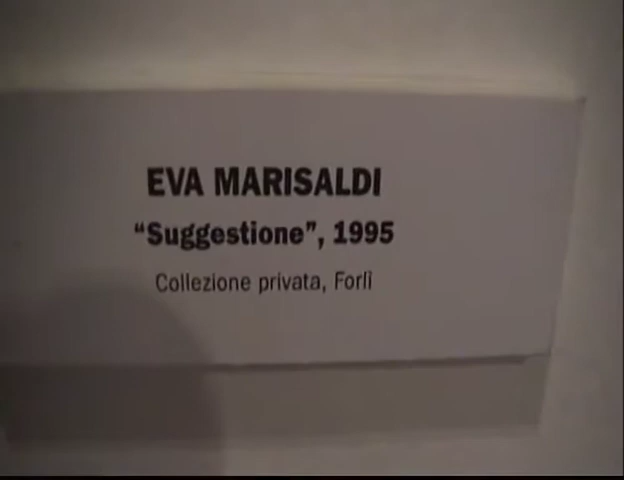 EVA MARISALDI
“Suggestione”, 1995
Collezione privata, Forlì